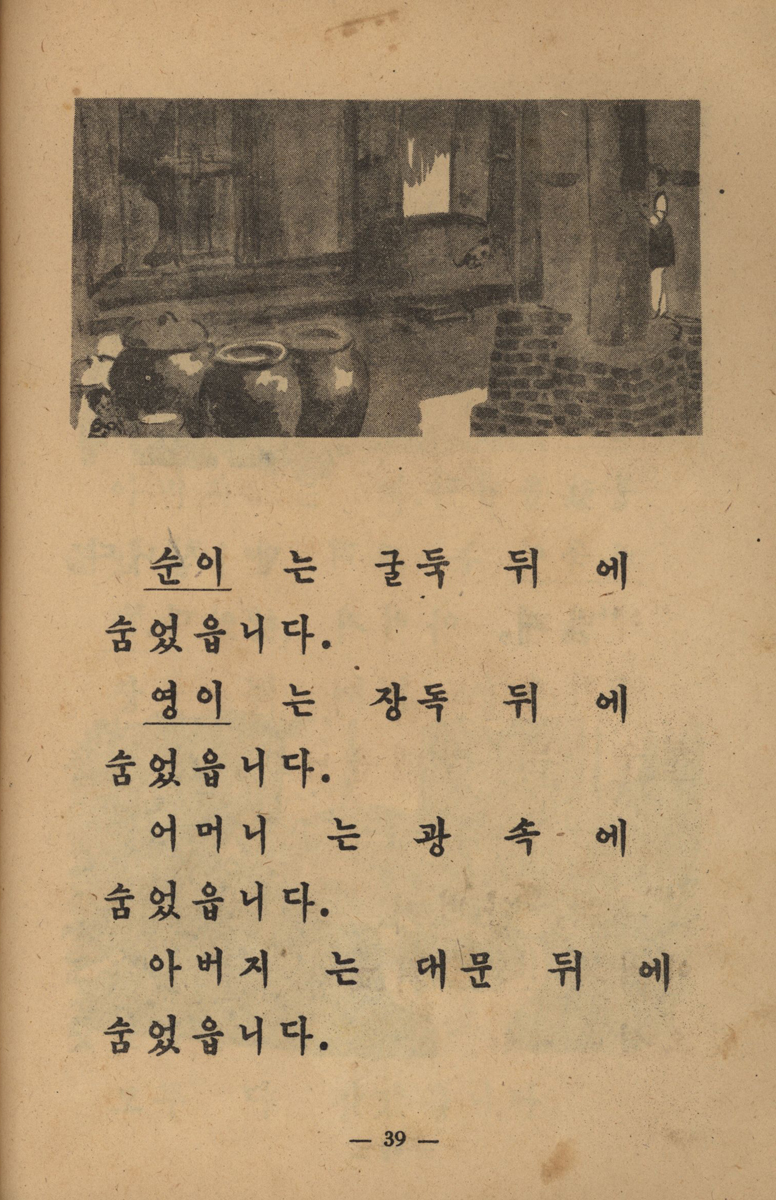 순이 는 굴둑 뒤 에
숨었읍니다.
영이 는 장독 뒤 에
숨었읍니다.
어머니 는 광 속 에
숨었읍니다.
아버지 는 대문 뒤 에
숨었읍니다.
— 39 —